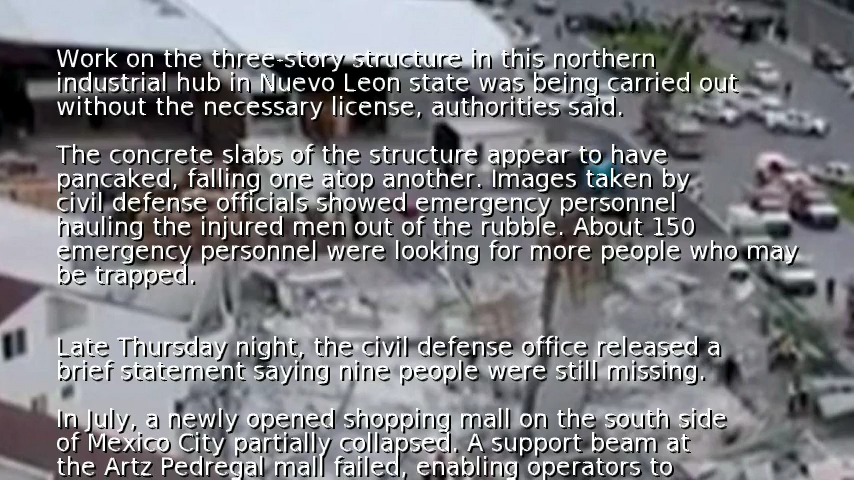 Work on the three-story structure in this northern
industrial hub in Nuevo Leon state was being carried out
without the necessary license, authorities said.
The concrete slabs of the structure appear to have
pancaked, falling one atop another. Images taken by
civil defense officials showed emergency personnel
hauling the injured men out of the rubble. About 150
emergency personnel were looking for more people who may
be trapped.
Late Thursday night, the civil defense office released a
brief statement saying nine people were still missing.
In July, a newly opened shopping mall on the south side
of Mexico City partially collapsed. A support beam at
the Artz Pedregal mall failed, enabling operators to